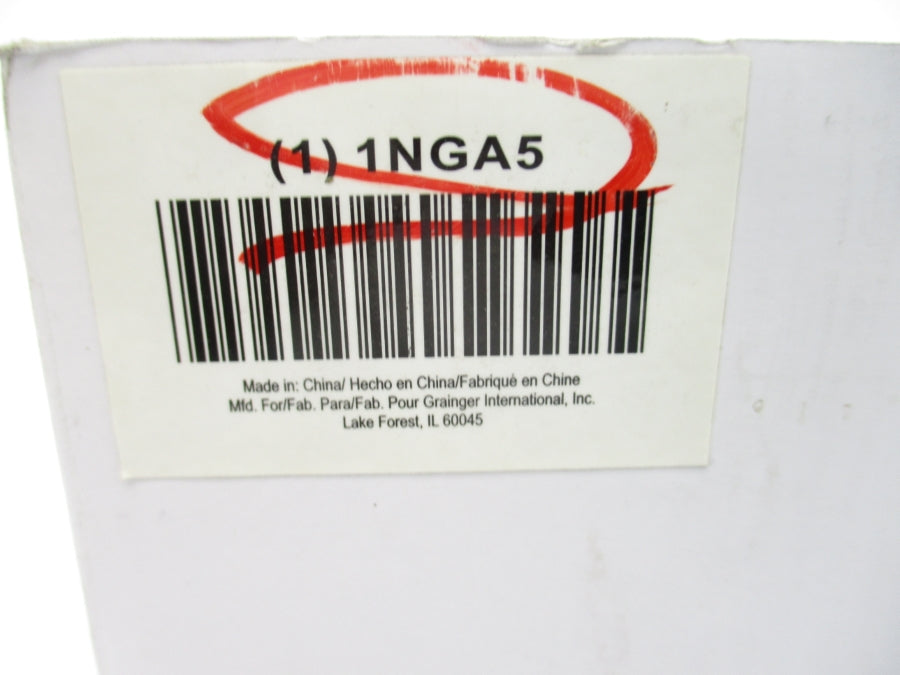 (1) 1NGA5
Made in: China/ Hecho en China/Fabriqué en Chine
Mfd. For/Fab. Para/Fab. Pour Grainger International, Inc.
Lake Forest, IL 60045